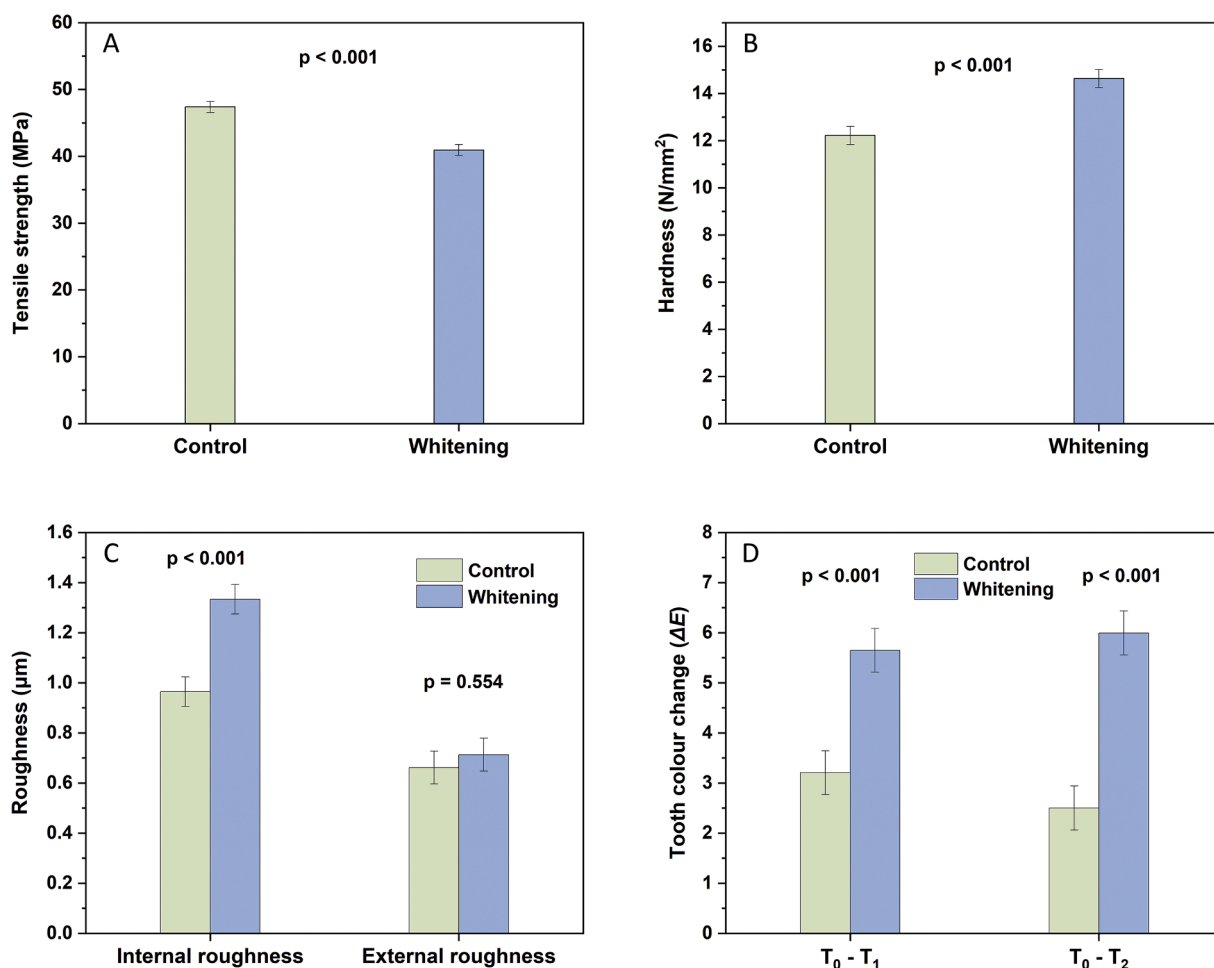 A
p < 0.001
Tensile strength (MPa)
60
50
40
30
20
10
0
Control Whitening
B
p < 0.001
Hardness (N/mm²)
16
14
12
10
8
6
4
2
0
Control Whitening
C
p < 0.001
p = 0.554
Control
Whitening
Roughness (μm)
1.6
1.4
1.2
1.0
0.8
0.6
0.4
0.2
0.0
Internal roughness External roughness
D
p < 0.001
p < 0.001
Control
Whitening
Tooth colour change (ΔE)
8
7
6
5
4
3
2
1
0
T₀ - T₁ T₀ - T₂